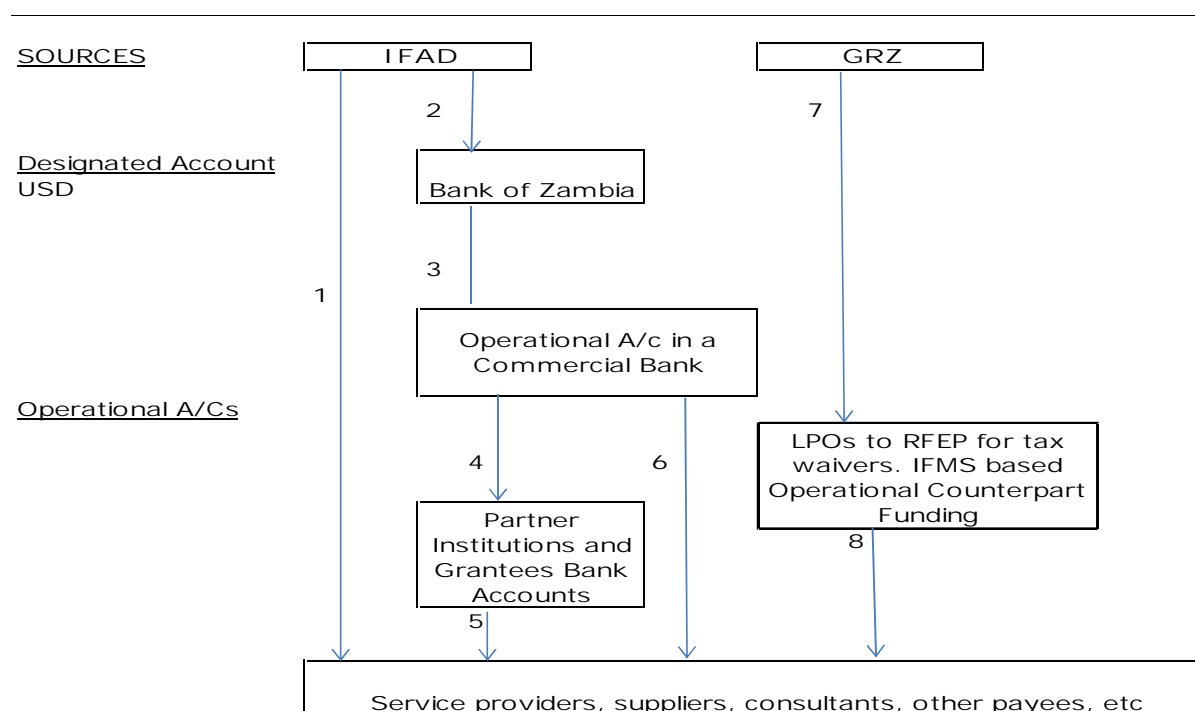 SOURCES
IFAD
GRZ
2
7
Designated Account
USD
Bank of Zambia
3
1
Operational A/c in a
Commercial Bank
Operational A/Cs
LPOs to RFEP for tax
waivers. IFMS based
Operational Counterpart
Funding
4
6
Partner
Institutions and
Grantees Bank
Accounts
8
5
Service providers, suppliers, consultants, other payees, etc